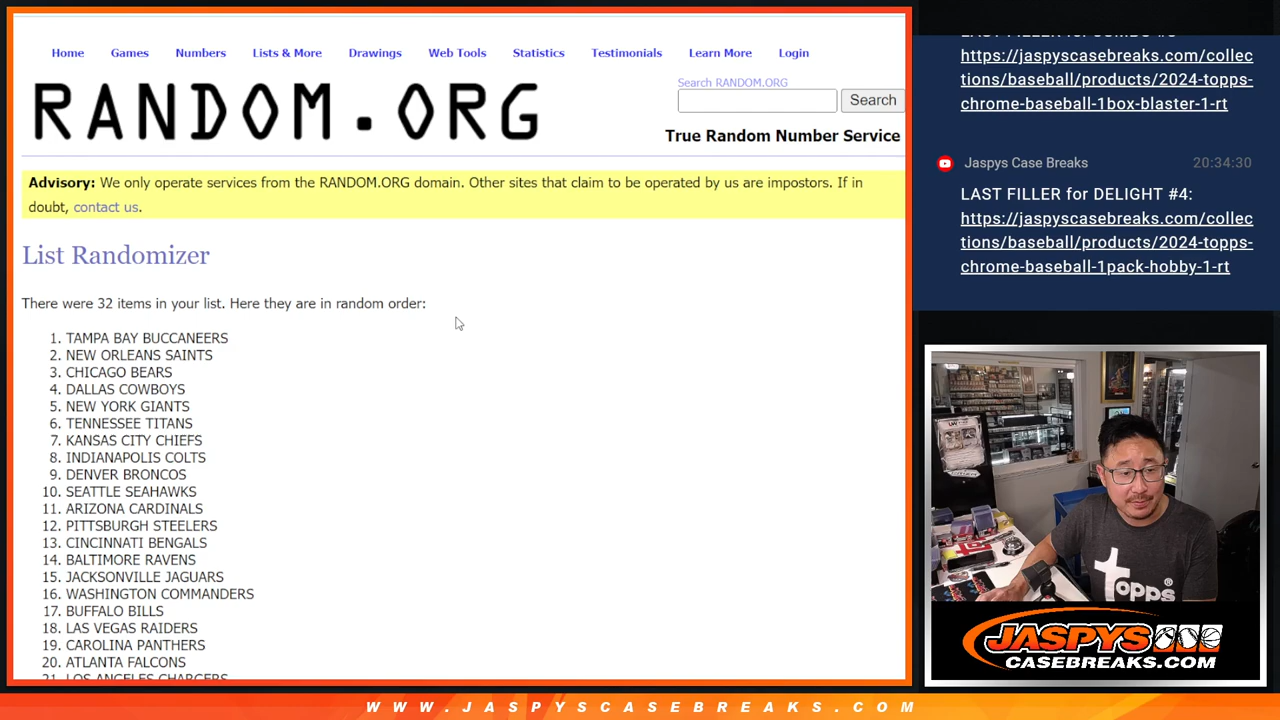 Home Games Numbers Lists & More Drawings Web Tools Statistics Testimonials Learn More Login
RANDOM.ORG
Search RANDOM.ORG
Search
True Random Number Service
Advisory: We only operate services from the RANDOM.ORG domain. Other sites that claim to be operated by us are impostors. If in
doubt, contact us.
List Randomizer
There were 32 items in your list. Here they are in random order:
1. TAMPA BAY BUCCANEERS
2. NEW ORLEANS SAINTS
3. CHICAGO BEARS
4. DALLAS COWBOYS
5. NEW YORK GIANTS
6. TENNESSEE TITANS
7. KANSAS CITY CHIEFS
8. INDIANAPOLIS COLTS
9. DENVER BRONCOS
10. SEATTLE SEAHAWKS
11. ARIZONA CARDINALS
12. PITTSBURGH STEELERS
13. CINCINNATI BENGALS
14. BALTIMORE RAVENS
15. JACKSONVILLE JAGUARS
16. WASHINGTON COMMANDERS
17. BUFFALO BILLS
18. LAS VEGAS RAIDERS
19. CAROLINA PANTHERS
20. ATLANTA FALCONS
21. LOS ANGELES CHARGERS
https://jaspyscasebreaks.com/collec
tions/baseball/products/2024-topps-
chrome-baseball-1box-blaster-1-rt
Jaspys Case Breaks 20:34:30
LAST FILLER for DELIGHT #4:
https://jaspyscasebreaks.com/collec
tions/baseball/products/2024-topps-
chrome-baseball-1pack-hobby-1-rt
topps®
JASPYS
CASEBREAKS.COM
WWW.JASPYSCASEBREAKS.COM